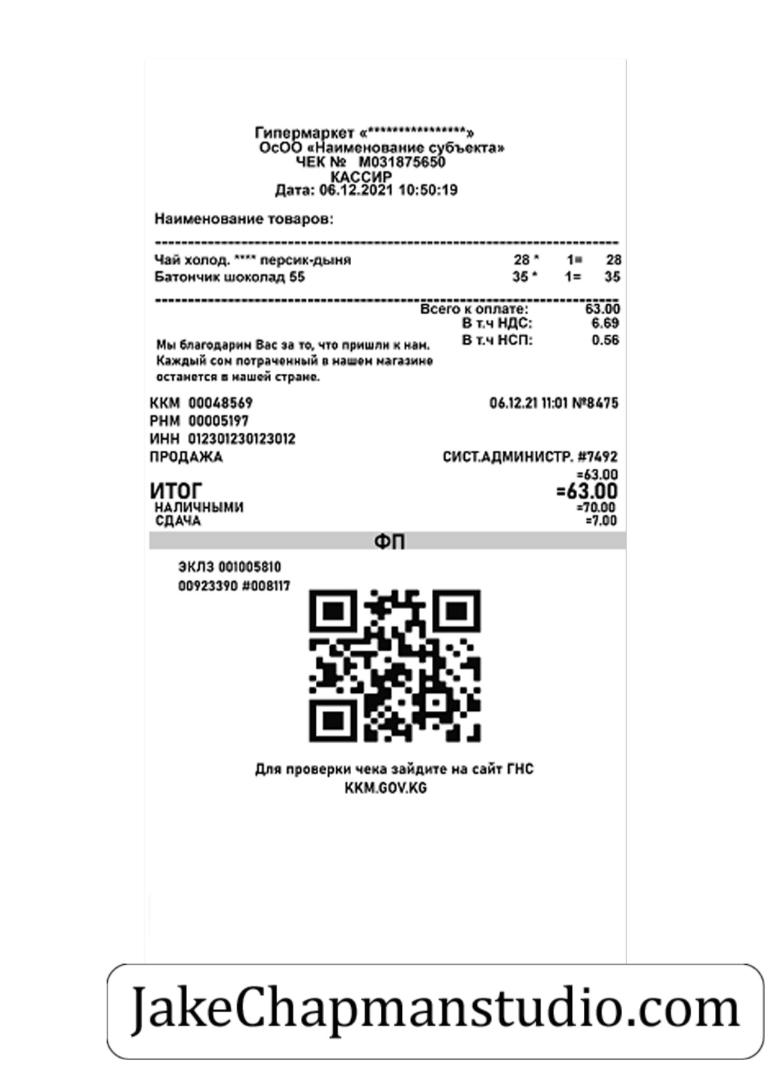 Гипермаркет «****************»
ОсОО «Наименование субъекта»
ЧЕК № М031875650
КАССИР
Дата: 06.12.2021 10:50:19
Наименование товаров:
Чай холод. **** персик-дыня 28 * 1= 28
Батончик шоколад 55 35 * 1= 35
Всего к оплате: 63.00
В т.ч НДС: 6.69
В т.ч НСП: 0.56
Мы благодарим Вас за то, что пришли к нам.
Каждый сом потраченный в нашем магазине
останется в нашей стране.
ККМ 00048569 06.12.21 11:01 №8475
РНМ 00005197
ИНН 012301230123012
ПРОДАЖА СИСТ.АДМИНИСТР. #7492
=63.00
ИТОГ =63.00
НАЛИЧНЫМИ =70.00
СДАЧА =7.00
ФП
ЭКЛЗ 001005810
00923390 #008117
Для проверки чека зайдите на сайт ГНС
KKM.GOV.KG
JakeChapmanstudio.com